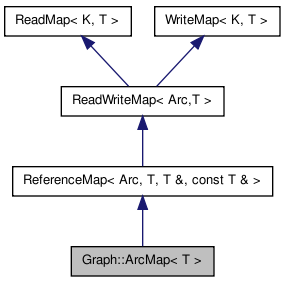 ReadMap< K, T >
WriteMap< K, T >
ReadWriteMap< Arc,T >
ReferenceMap< Arc, T, T &, const T & >
Graph::ArcMap< T >